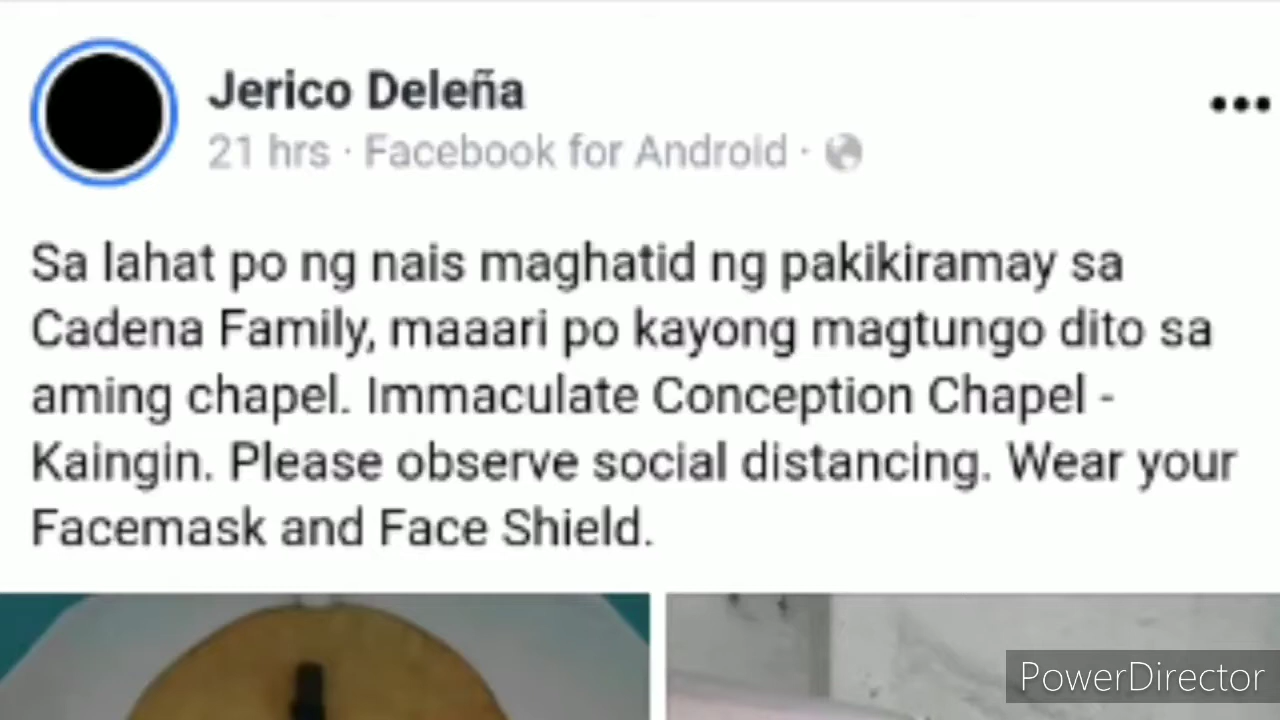 Jerico Deleña
21 hrs · Facebook for Android ·
Sa lahat po ng nais maghatid ng pakikiramay sa
Cadena Family, maaari po kayong magtungo dito sa
aming chapel. Immaculate Conception Chapel -
Kaingin. Please observe social distancing. Wear your
Facemask and Face Shield.
PowerDirector